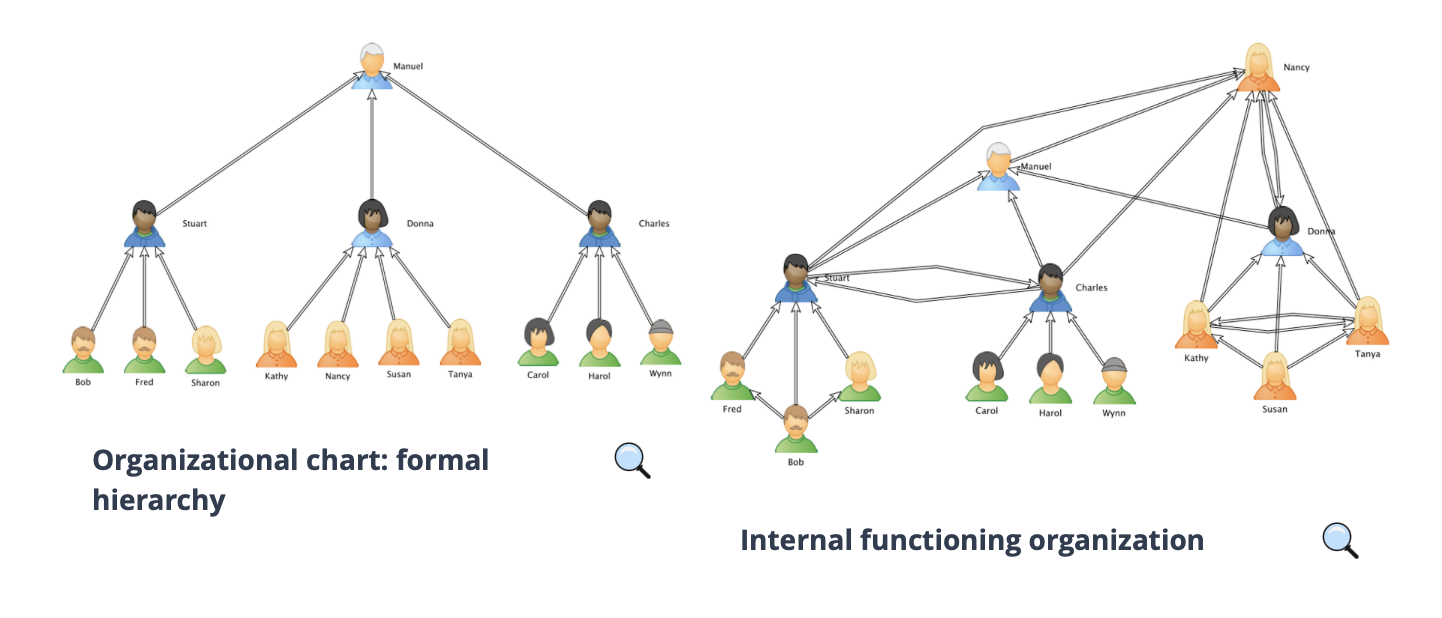 Manuel
Stuart
Donna
Charles
Bob
Fred
Sharon
Kathy
Nancy
Susan
Tanya
Carol
Harol
Wynn
Organizational chart: formal
hierarchy
Nancy
Manuel
Donna
Stuart
Charles
Kathy
Tanya
Fred
Sharon
Carol
Harol
Wynn
Susan
Bob
Internal functioning organization